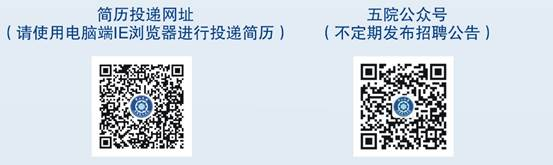 简历投递网址
（请使用电脑端IE浏览器进行投递简历）
五院公众号
（不定期发布招聘公告）